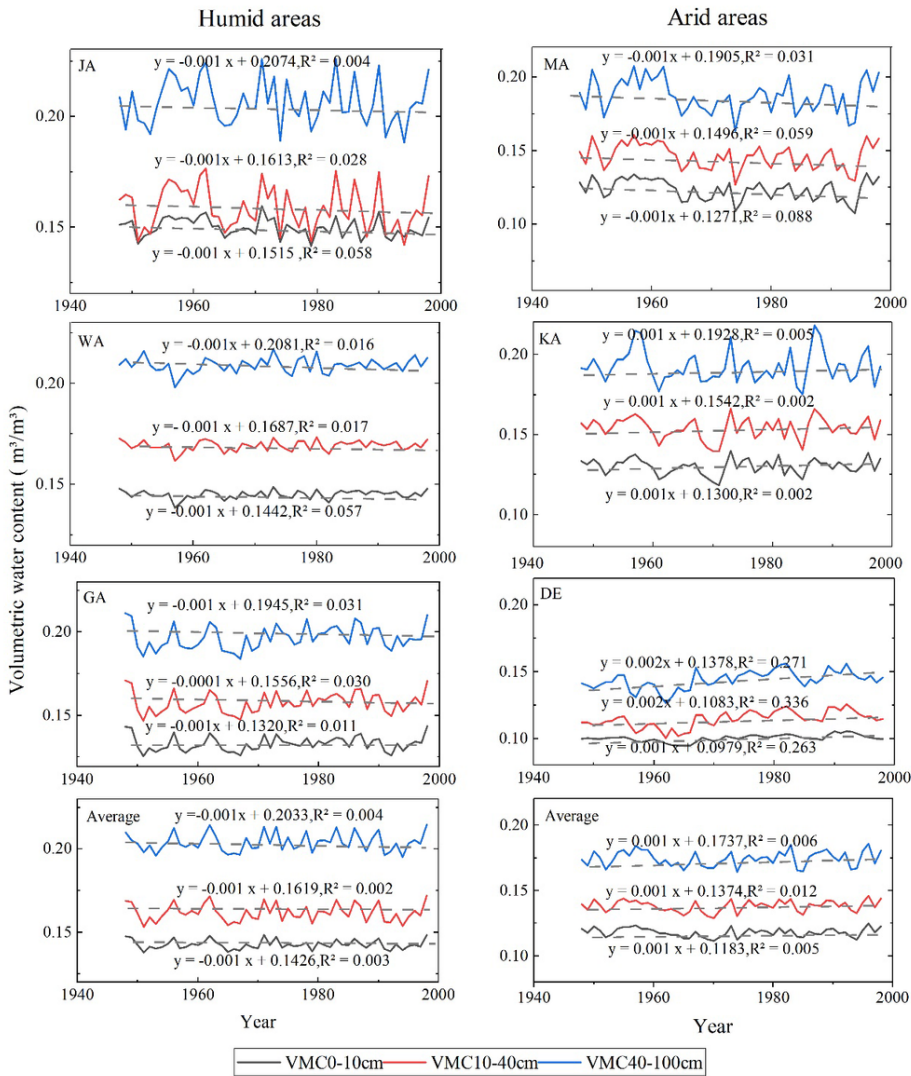 Humid areas
Arid areas
Volumetric water content ( m³/m³)
JA
y = -0.001 x + 0.2074,R² = 0.004
y = -0.001x + 0.1613,R² = 0.028
y = -0.001 x + 0.1515 ,R² = 0.058
0.20
0.15
1940 1960 1980 2000
MA
y = -0.001 x + 0.1905,R² = 0.031
y = -0.001x + 0.1496,R² = 0.059
y = -0.001x + 0.1271,R² = 0.088
0.20
0.15
0.10
1940 1960 1980 2000
WA
y = -0.001x + 0.2081,R² = 0.016
y = -0.001 x + 0.1687,R² = 0.017
y = -0.001 x + 0.1442,R² = 0.057
0.20
0.15
1940 1960 1980 2000
KA
y = 0.001 x + 0.1928,R² = 0.005
y = 0.001 x + 0.1542,R² = 0.002
y = 0.001x + 0.1300,R² = 0.002
0.20
0.15
0.10
1940 1960 1980 2000
GA
y = -0.001 x + 0.1945,R² = 0.031
y = -0.0001 x + 0.1556,R² = 0.030
y = -0.001x + 0.1320,R² = 0.011
0.20
0.15
1940 1960 1980 2000
DE
y = 0.002x + 0.1378,R² = 0.271
y = 0.002x + 0.1083,R² = 0.336
y = 0.001 x + 0.0979,R² = 0.263
0.20
0.15
0.10
1940 1960 1980 2000
Average
y = -0.001x + 0.2033,R² = 0.004
y = -0.001 x + 0.1619,R² = 0.002
y = -0.001 x + 0.1426,R² = 0.003
0.20
0.15
1940 1960 1980 2000
Year
Average
y = 0.001 x + 0.1737,R² = 0.006
y = 0.001 x + 0.1374,R² = 0.012
y = 0.001 x + 0.1183,R² = 0.005
0.20
0.15
0.10
1940 1960 1980 2000
Year
VMC0-10cm VMC10-40cm VMC40-100cm